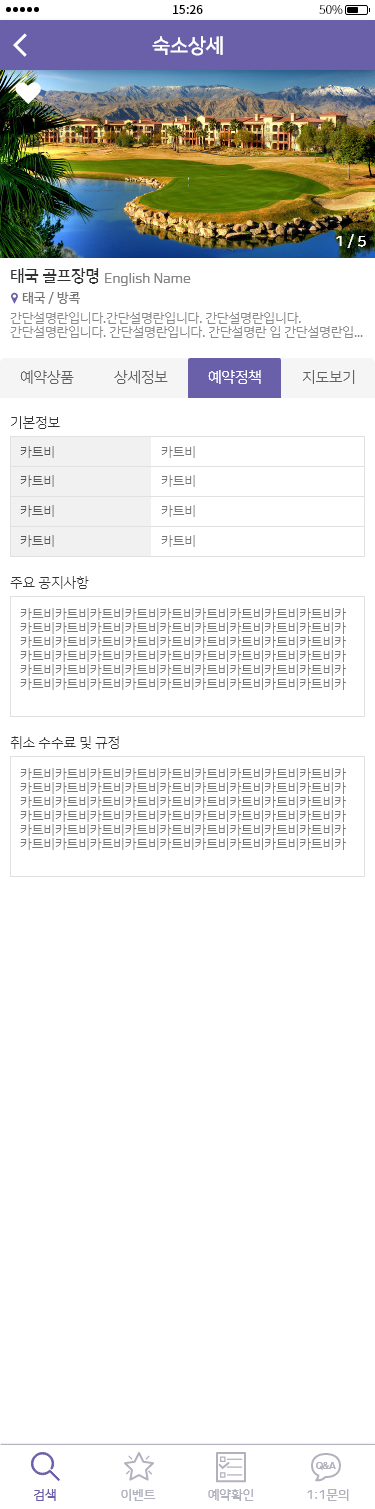 15:26
50%
숙소상세
1 / 5
태국 골프장명 English Name
태국 / 방콕
간단설명란입니다.간단설명란입니다. 간단설명란입니다.
간단설명란입니다. 간단설명란입니다. 간단설명란 입 간단설명란입...
예약상품 상세정보 예약정책 지도보기
기본정보
카트비 카트비
카트비 카트비
카트비 카트비
카트비 카트비
주요 공지사항
카트비카트비카트비카트비카트비카트비카트비카트비카트비카
카트비카트비카트비카트비카트비카트비카트비카트비카트비카
카트비카트비카트비카트비카트비카트비카트비카트비카트비카
카트비카트비카트비카트비카트비카트비카트비카트비카트비카
카트비카트비카트비카트비카트비카트비카트비카트비카트비카
카트비카트비카트비카트비카트비카트비카트비카트비카트비카
취소 수수료 및 규정
카트비카트비카트비카트비카트비카트비카트비카트비카트비카
카트비카트비카트비카트비카트비카트비카트비카트비카트비카
카트비카트비카트비카트비카트비카트비카트비카트비카트비카
카트비카트비카트비카트비카트비카트비카트비카트비카트비카
카트비카트비카트비카트비카트비카트비카트비카트비카트비카
카트비카트비카트비카트비카트비카트비카트비카트비카트비카
Q&A
검색 이벤트 예약확인 1:1문의